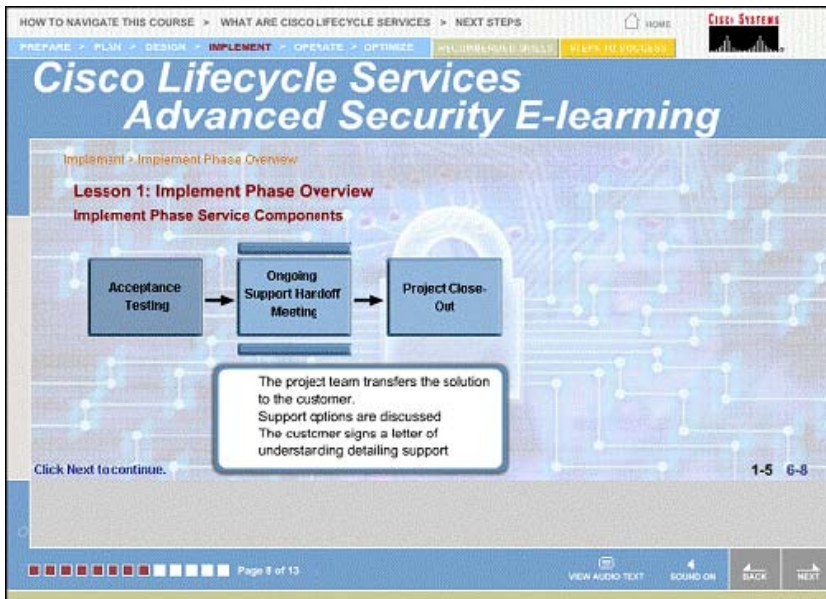 HOW TO NAVIGATE THIS COURSE > WHAT ARE CISCO LIFECYCLE SERVICES > NEXT STEPS
HOME
CISCO SYSTEMS
PREPARE > PLAN > DESIGN > IMPLEMENT > OPERATE > OPTIMIZE
RECOMMENDED SKILLS
STEPS TO SUCCESS
Cisco Lifecycle Services
Advanced Security E-learning
Implement > Implement Phase Overview
Lesson 1: Implement Phase Overview
Implement Phase Service Components
Acceptance
Testing
Ongoing
Support Handoff
Meeting
Project Close-
Out
The project team transfers the solution
to the customer.
Support options are discussed
The customer signs a letter of
understanding detailing support
Click Next to continue.
1-5 6-8
Page 8 of 13
VIEW AUDIO TEXT
SOUND ON
BACK
NEXT